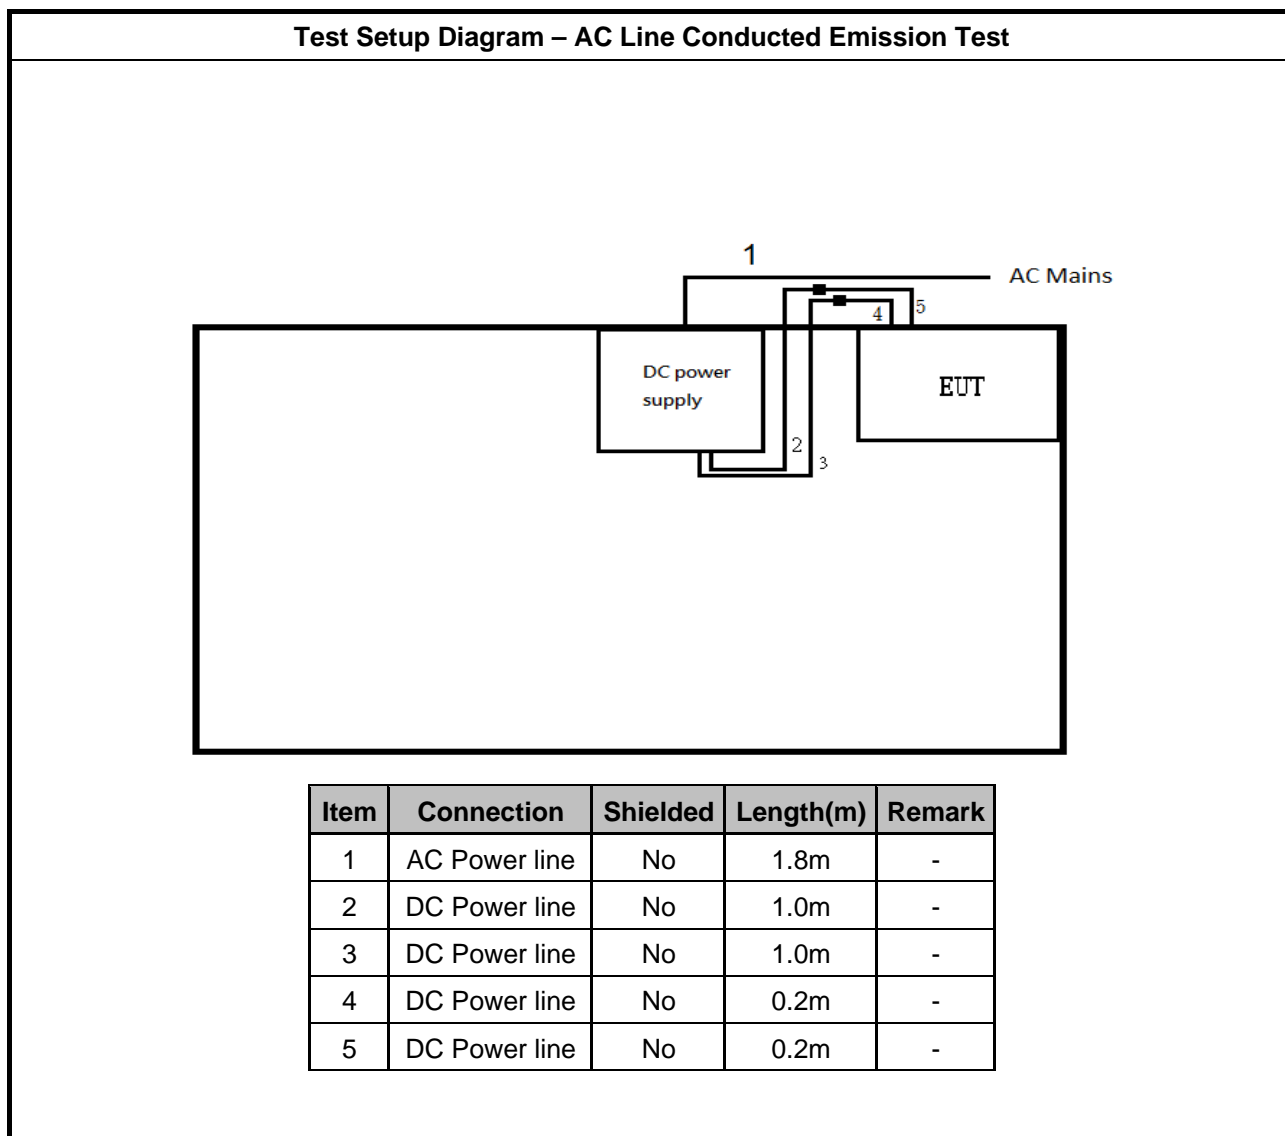 Test Setup Diagram – AC Line Conducted Emission Test
1
AC Mains
5
4
DC power
supply
EUT
2
3
Item Connection Shielded Length(m) Remark
1 AC Power line No 1.8m -
2 DC Power line No 1.0m -
3 DC Power line No 1.0m -
4 DC Power line No 0.2m -
5 DC Power line No 0.2m -